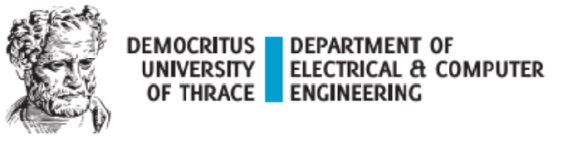 DEMOCRITUS
UNIVERSITY
OF THRACE
DEPARTMENT OF
ELECTRICAL & COMPUTER
ENGINEERING